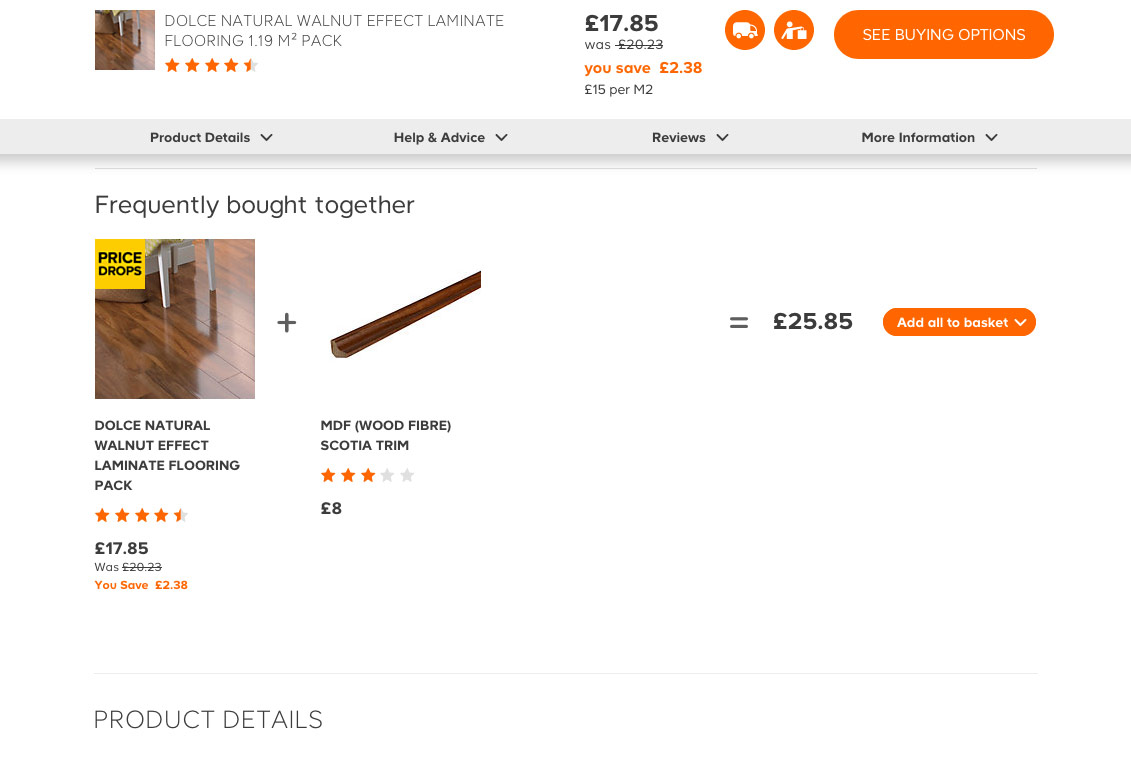 DOLCE NATURAL WALNUT EFFECT LAMINATE
FLOORING 1.19 M² PACK
£17.85
was £20.23
you save £2.38
£15 per M2
SEE BUYING OPTIONS
Product Details
Help & Advice
Reviews
More Information
Frequently bought together
PRICE
DROPS
+
=
£25.85
Add all to basket
DOLCE NATURAL
WALNUT EFFECT
LAMINATE FLOORING
PACK
£17.85
Was £20.23
You Save £2.38
MDF (WOOD FIBRE)
SCOTIA TRIM
£8
PRODUCT DETAILS